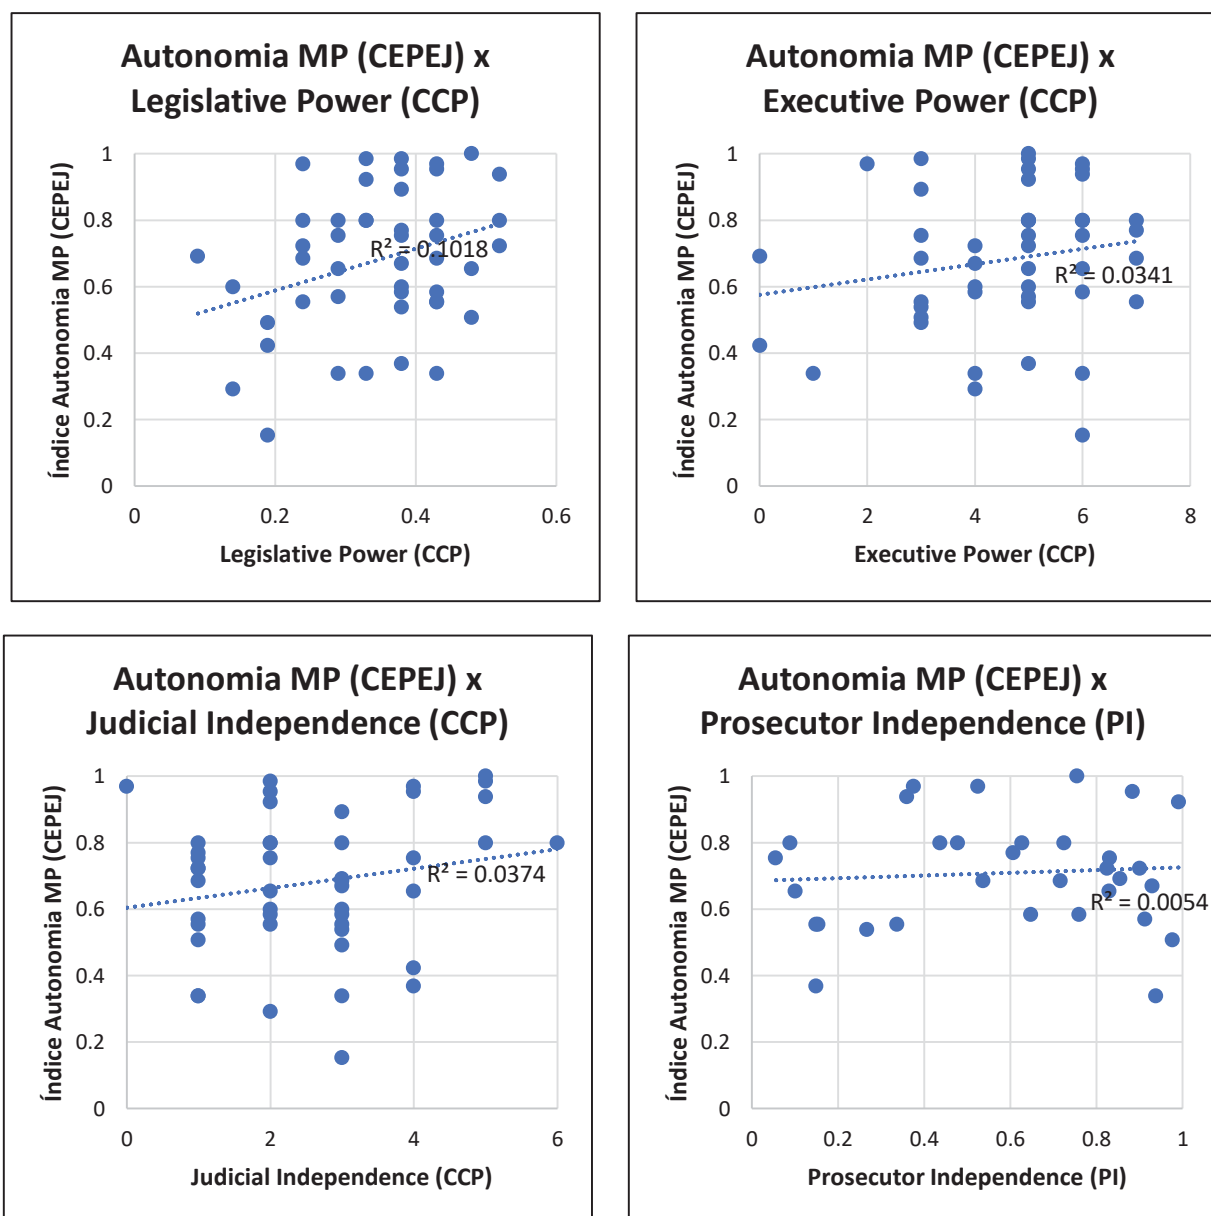 Autonomia MP (CEPEJ) x
Legislative Power (CCP)
Índice Autonomia MP (CEPEJ)
1
0.8
0.6
0.4
0.2
0
R² = 0.1018
0
0.2
0.4
0.6
Legislative Power (CCP)
Autonomia MP (CEPEJ) x
Executive Power (CCP)
Índice Autonomia MP (CEPEJ)
1
0.8
0.6
0.4
0.2
0
R² = 0.0341
0
2
4
6
8
Executive Power (CCP)
Autonomia MP (CEPEJ) x
Judicial Independence (CCP)
Índice Autonomia MP (CEPEJ)
1
0.8
0.6
0.4
0.2
0
R² = 0.0374
0
2
4
6
Judicial Independence (CCP)
Autonomia MP (CEPEJ) x
Prosecutor Independence (PI)
Índice Autonomia MP (CEPEJ)
1
0.8
0.6
0.4
0.2
0
R² = 0.0054
0
0.2
0.4
0.6
0.8
1
Prosecutor Independence (PI)